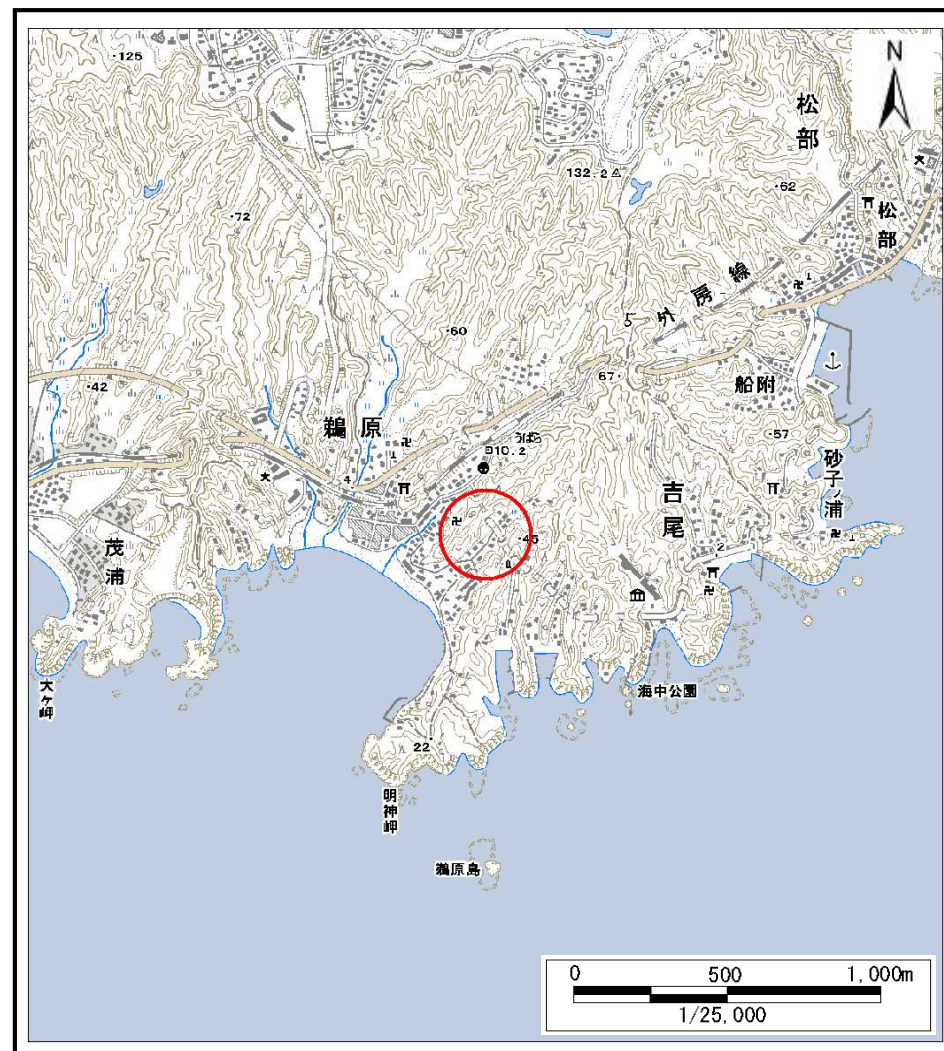 ・125
N
松部
132.2
・62
松部
・72
外房線
・60
67・
船附
・42
鵜原
うばら
10.2
・57
4
吉尾
砂子ノ浦
茂浦
・45
2
大ヶ岬
海中公園
22
明神岬
鵜原島
0 500 1,000m
1/25,000